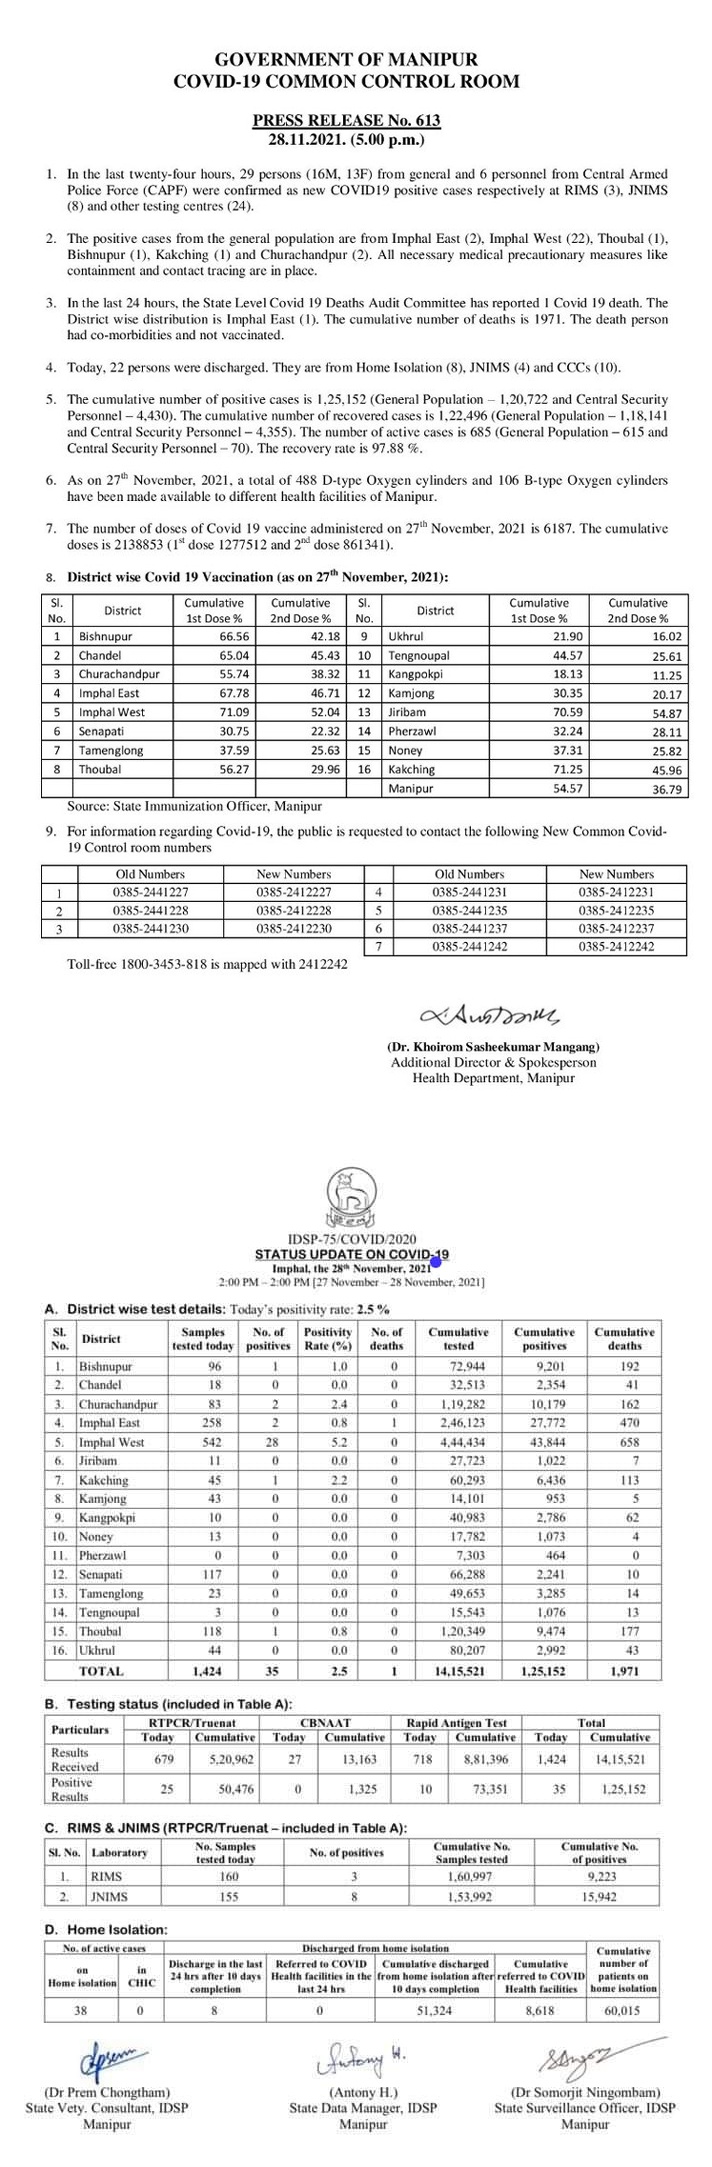 GOVERNMENT OF MANIPUR
COVID-19 COMMON CONTROL ROOM
PRESS RELEASE No. 613
28.11.2021. (5.00 p.m.)
1. In the last twenty-four hours, 29 persons (16M, 13F) from general and 6 personnel from Central Armed
Police Force (CAPF) were confirmed as new COVID19 positive cases respectively at RIMS (3), JNIMS
(8) and other testing centres (24).
2. The positive cases from the general population are from Imphal East (2), Imphal West (22), Thoubal (1),
Bishnupur (1), Kakching (1) and Churachandpur (2). All necessary medical precautionary measures like
containment and contact tracing are in place.
3. In the last 24 hours, the State Level Covid 19 Deaths Audit Committee has reported 1 Covid 19 death. The
District wise distribution is Imphal East (1). The cumulative number of deaths is 1971. The death person
had co-morbidities and not vaccinated.
4. Today, 22 persons were discharged. They are from Home Isolation (8), JNIMS (4) and CCCs (10).
5. The cumulative number of positive cases is 1,25,152 (General Population – 1,20,722 and Central Security
Personnel – 4,430). The cumulative number of recovered cases is 1,22,496 (General Population – 1,18,141
and Central Security Personnel – 4,355). The number of active cases is 685 (General Population – 615 and
Central Security Personnel – 70). The recovery rate is 97.88 %.
6. As on 27th November, 2021, a total of 488 D-type Oxygen cylinders and 106 B-type Oxygen cylinders
have been made available to different health facilities of Manipur.
7. The number of doses of Covid 19 vaccine administered on 27th November, 2021 is 6187. The cumulative
doses is 2138853 (1st dose 1277512 and 2nd dose 861341).
8. District wise Covid 19 Vaccination (as on 27th November, 2021):
Sl. No. District Cumulative 1st Dose % Cumulative 2nd Dose % Sl. No. District Cumulative 1st Dose % Cumulative 2nd Dose %
1 Bishnupur 66.56 42.18 9 Ukhrul 21.90 16.02
2 Chandel 65.04 45.43 10 Tengnoupal 44.57 25.61
3 Churachandpur 55.74 38.32 11 Kangpokpi 18.13 11.25
4 Imphal East 67.78 46.71 12 Kamjong 30.35 20.17
5 Imphal West 71.09 52.04 13 Jiribam 70.59 54.87
6 Senapati 30.75 22.32 14 Pherzawl 32.24 28.11
7 Tamenglong 37.59 25.63 15 Noney 37.31 25.82
8 Thoubal 56.27 29.96 16 Kakching 71.25 45.96
Manipur 54.57 36.79
Source: State Immunization Officer, Manipur
9. For information regarding Covid-19, the public is requested to contact the following New Common Covid-
19 Control room numbers
Old Numbers New Numbers Old Numbers New Numbers
1 0385-2441227 0385-2412227 4 0385-2441231 0385-2412231
2 0385-2441228 0385-2412228 5 0385-2441235 0385-2412235
3 0385-2441230 0385-2412230 6 0385-2441237 0385-2412237
7 0385-2441242 0385-2412242
Toll-free 1800-3453-818 is mapped with 2412242
(Dr. Khoirom Sasheekumar Mangang)
Additional Director & Spokesperson
Health Department, Manipur
IDSP-75/COVID/2020
STATUS UPDATE ON COVID-19
Imphal, the 28th November, 2021
2:00 PM – 2:00 PM [27 November – 28 November, 2021]
A. District wise test details: Today's positivity rate: 2.5 %
Sl. No. District Samples tested today No. of positives Positivity Rate (%) No. of deaths Cumulative tested Cumulative positives Cumulative deaths
1. Bishnupur 96 1 1.0 0 72,944 9,201 192
2. Chandel 18 0 0.0 0 32,513 2,354 41
3. Churachandpur 83 2 2.4 0 1,19,282 10,179 162
4. Imphal East 258 2 0.8 1 2,46,123 27,772 470
5. Imphal West 542 28 5.2 0 4,44,434 43,844 658
6. Jiribam 11 0 0.0 0 27,723 1,022 7
7. Kakching 45 1 2.2 0 60,293 6,436 113
8. Kamjong 43 0 0.0 0 14,101 953 5
9. Kangpokpi 10 0 0.0 0 40,983 2,786 62
10. Noney 13 0 0.0 0 17,782 1,073 4
11. Pherzawl 0 0 0.0 0 7,303 464 0
12. Senapati 117 0 0.0 0 66,288 2,241 10
13. Tamenglong 23 0 0.0 0 49,653 3,285 14
14. Tengnoupal 3 0 0.0 0 15,543 1,076 13
15. Thoubal 118 1 0.8 0 1,20,349 9,474 177
16. Ukhrul 44 0 0.0 0 80,207 2,992 43
TOTAL 1,424 35 2.5 1 14,15,521 1,25,152 1,971
B. Testing status (included in Table A):
Particulars RTPCR/Truenat CBNAAT Rapid Antigen Test Total
Today Cumulative Today Cumulative Today Cumulative Today Cumulative
Results Received 679 5,20,962 27 13,163 718 8,81,396 1,424 14,15,521
Positive Results 25 50,476 0 1,325 10 73,351 35 1,25,152
C. RIMS & JNIMS (RTPCR/Truenat – included in Table A):
Sl. No. Laboratory No. Samples tested today No. of positives Cumulative No. Samples tested Cumulative No. of positives
1. RIMS 160 3 1,60,997 9,223
2. JNIMS 155 8 1,53,992 15,942
D. Home Isolation:
No. of active cases Discharged from home isolation Cumulative number of patients on home isolation
on Home isolation in CHIC Discharge in the last 24 hrs after 10 days completion Referred to COVID Health facilities in the last 24 hrs Cumulative discharged from home isolation after 10 days completion Cumulative referred to COVID Health facilities
38 0 8 0 51,324 8,618 60,015
Antony H.
(Dr Prem Chongtham) (Antony H.) (Dr Somorjit Ningombam)
State Vety. Consultant, IDSP State Data Manager, IDSP State Surveillance Officer, IDSP
Manipur Manipur Manipur